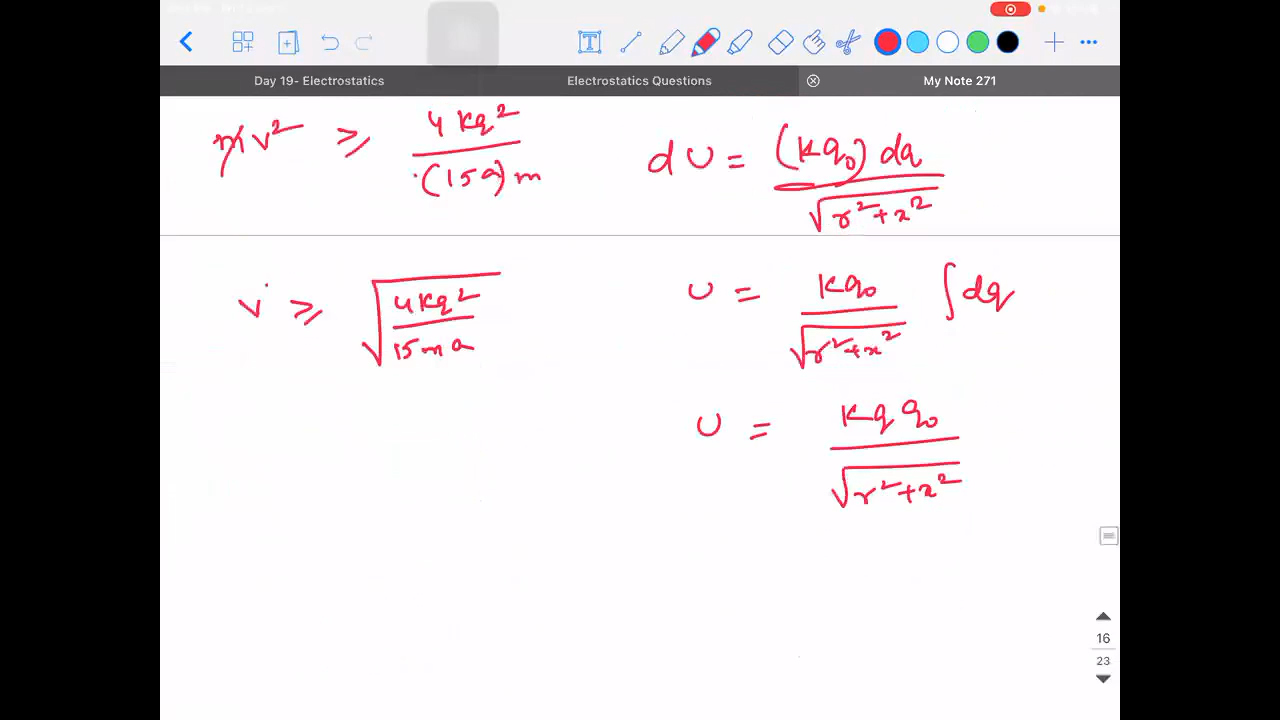 Day 19- Electrostatics
Electrostatics Questions
My Note 271
mv² ≥ 4kq² / (15a)m
v ≥ √(4kq² / 15ma)
dU = (kq₀) dq / √(r²+x²)
U = kq₀ / √(r²+x²) ∫dq
U = kqq₀ / √(r²+x²)
16
23